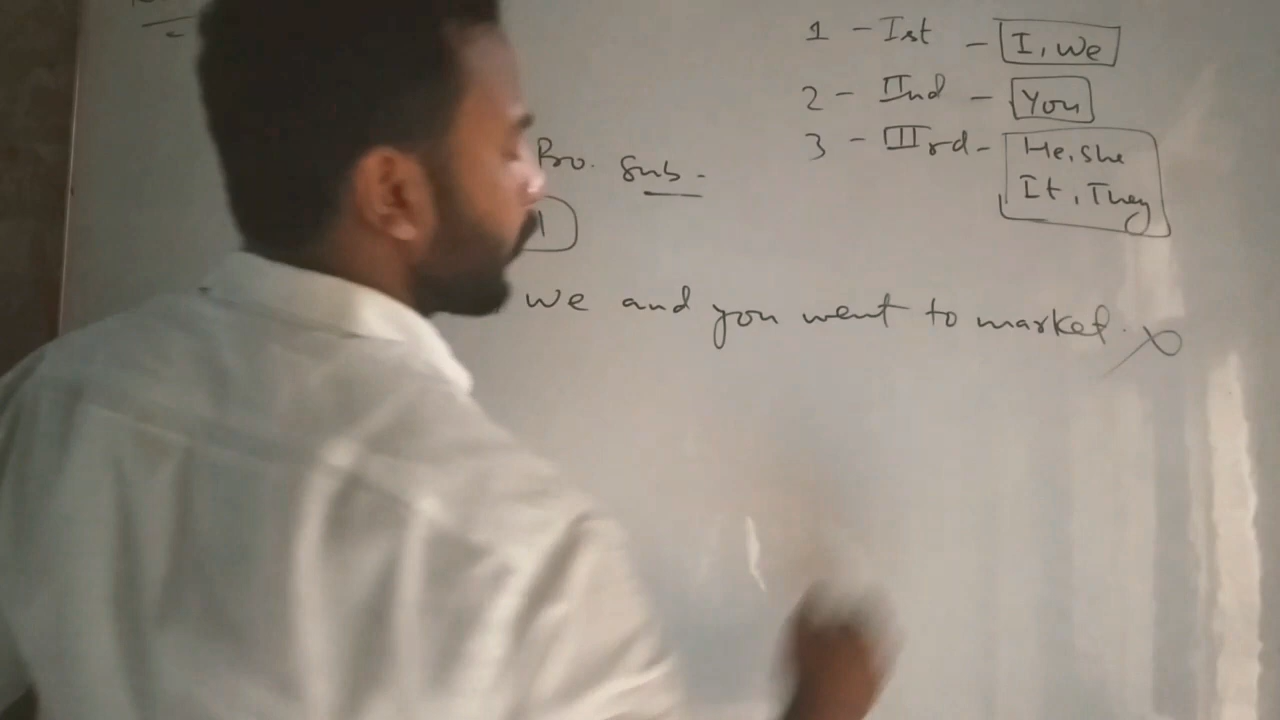 1 - Ist - I, we
2 - IInd - You
3 - IIIrd - He, she
It, They
Pro. Sub.
1
we and you went to market. X